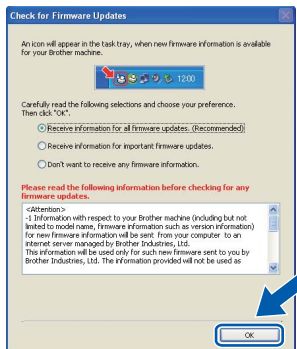 Check for Firmware Updates
An icon will appear in the task tray, when new firmware information is available
for your Brother machine.
12:00
Carefully read the following selections and choose your preference.
Then click "OK".
Receive information for all firmware updates. (Recommended)
Receive information for important firmware updates.
Don't want to receive any firmware information.
Please read the following information before checking for any
firmware updates.
<Attention>
-1 Information with respect to your Brother machine (including but not
limited to model name, firmware information such as version information)
for new firmware information will be sent from your computer to an
internet server managed by Brother Industries, Ltd.
This information will be used only for such new firmware sent to you by
Brother Industries, Ltd. The information provided will not be used as
OK